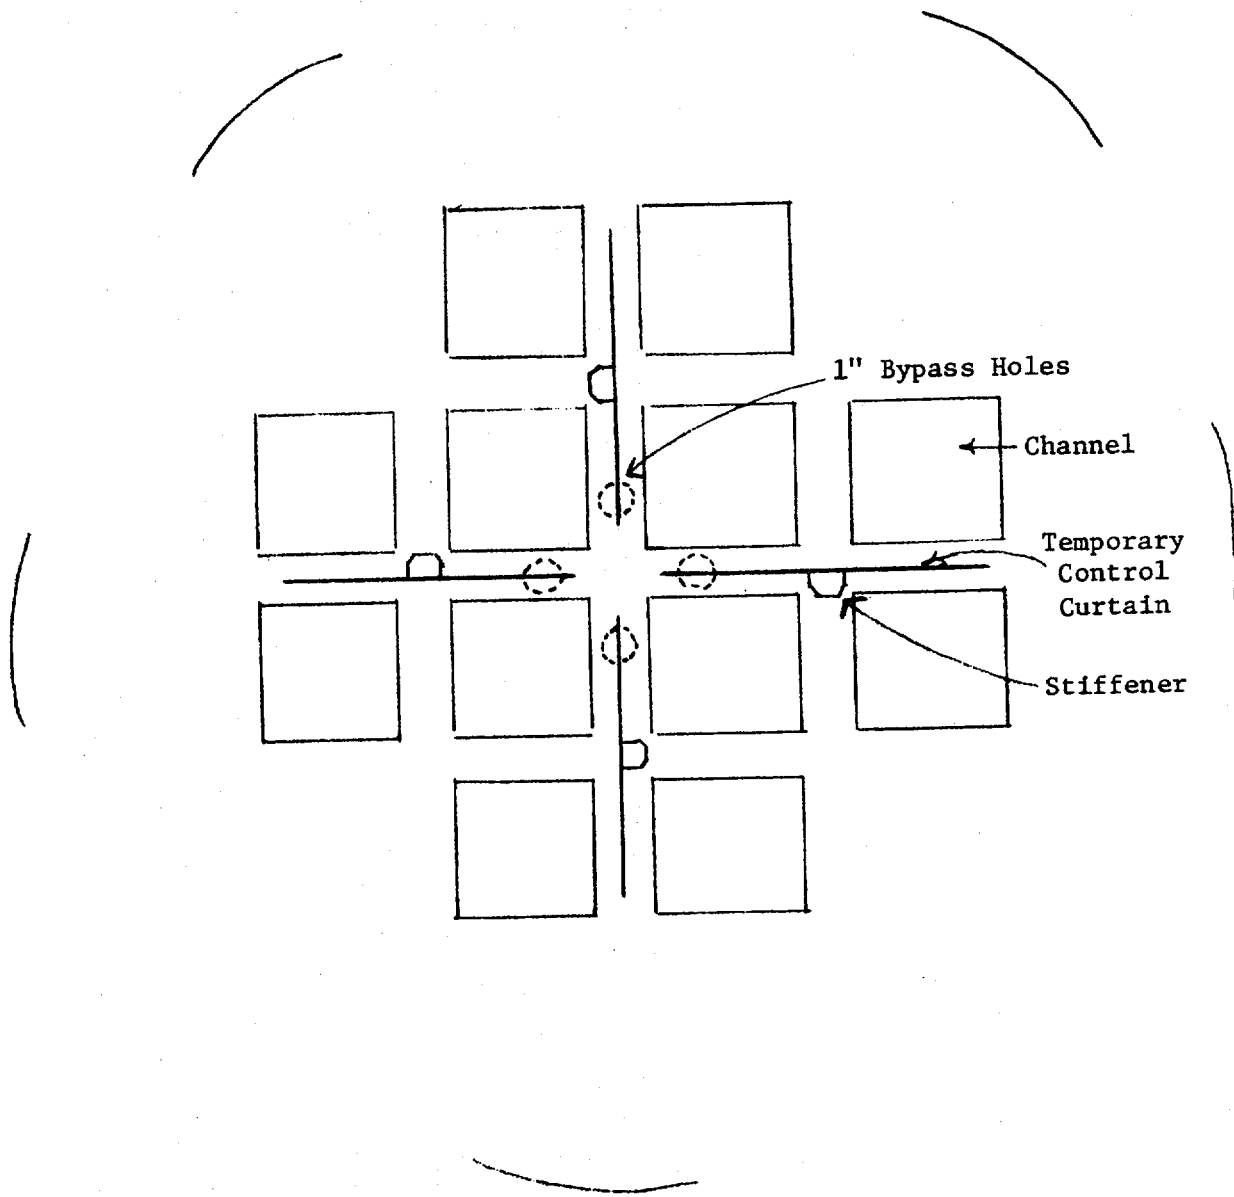 1" Bypass Holes
Channel
Temporary
Control
Curtain
Stiffener